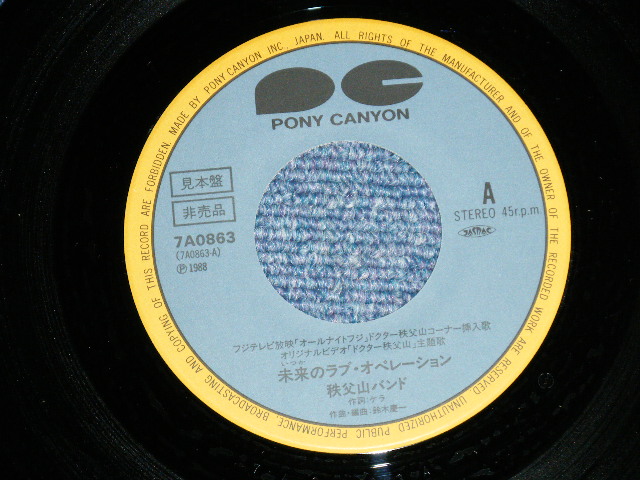 MADE BY PONY CANYON INC., JAPAN. ALL RIGHTS OF THE MANUFACTURER AND OF THE OWNER OF THE RECORDED WORK ARE RESERVED UNAUTHORIZED PUBLIC PERFORMANCE BROADCASTING AND COPYING OF THIS RECORD ARE FORBIDDEN.
PC
PONY CANYON
見本盤
非売品
7A0863
(7A0863-A)
Ⓟ1988
A
STEREO 45r.p.m
フジテレビ放映「オールナイトフジ」ドクター秩父山コーナー挿入歌
オリジナルビデオ「ドクター秩父山」主題歌
いつか
未来のラブ・オペレーション
秩父山バンド
作詞:ケラ
作曲・編曲:鈴木慶一